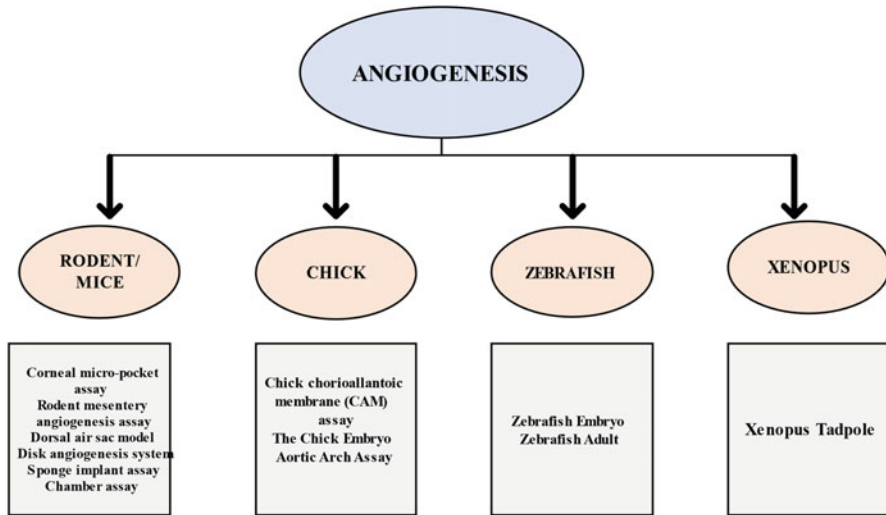 ANGIOGENESIS
RODENT/
MICE
CHICK
ZEBRAFISH
XENOPUS
Corneal micro-pocket
assay
Rodent mesentery
angiogenesis assay
Dorsal air sac model
Disk angiogenesis system
Sponge implant assay
Chamber assay
Chick chorioallantoic
membrane (CAM)
assay
The Chick Embryo
Aortic Arch Assay
Zebrafish Embryo
Zebrafish Adult
Xenopus Tadpole